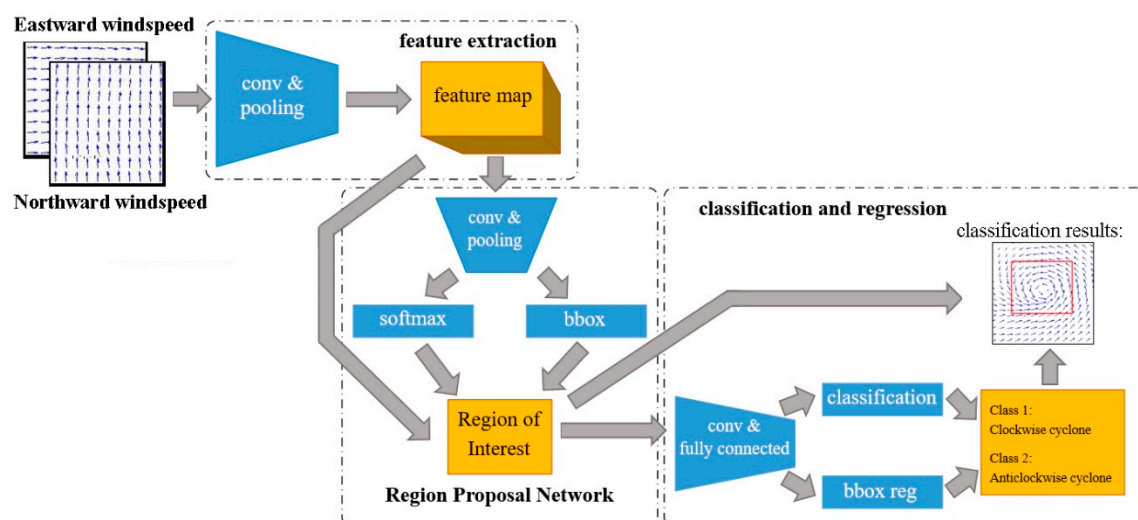 Eastward windspeed
Northward windspeed
feature extraction
conv &
pooling
feature map
conv &
pooling
softmax
bbox
Region of
Interest
Region Proposal Network
classification and regression
classification results:
conv &
fully connected
classification
bbox reg
Class 1:
Clockwise cyclone
Class 2:
Anticlockwise cyclone